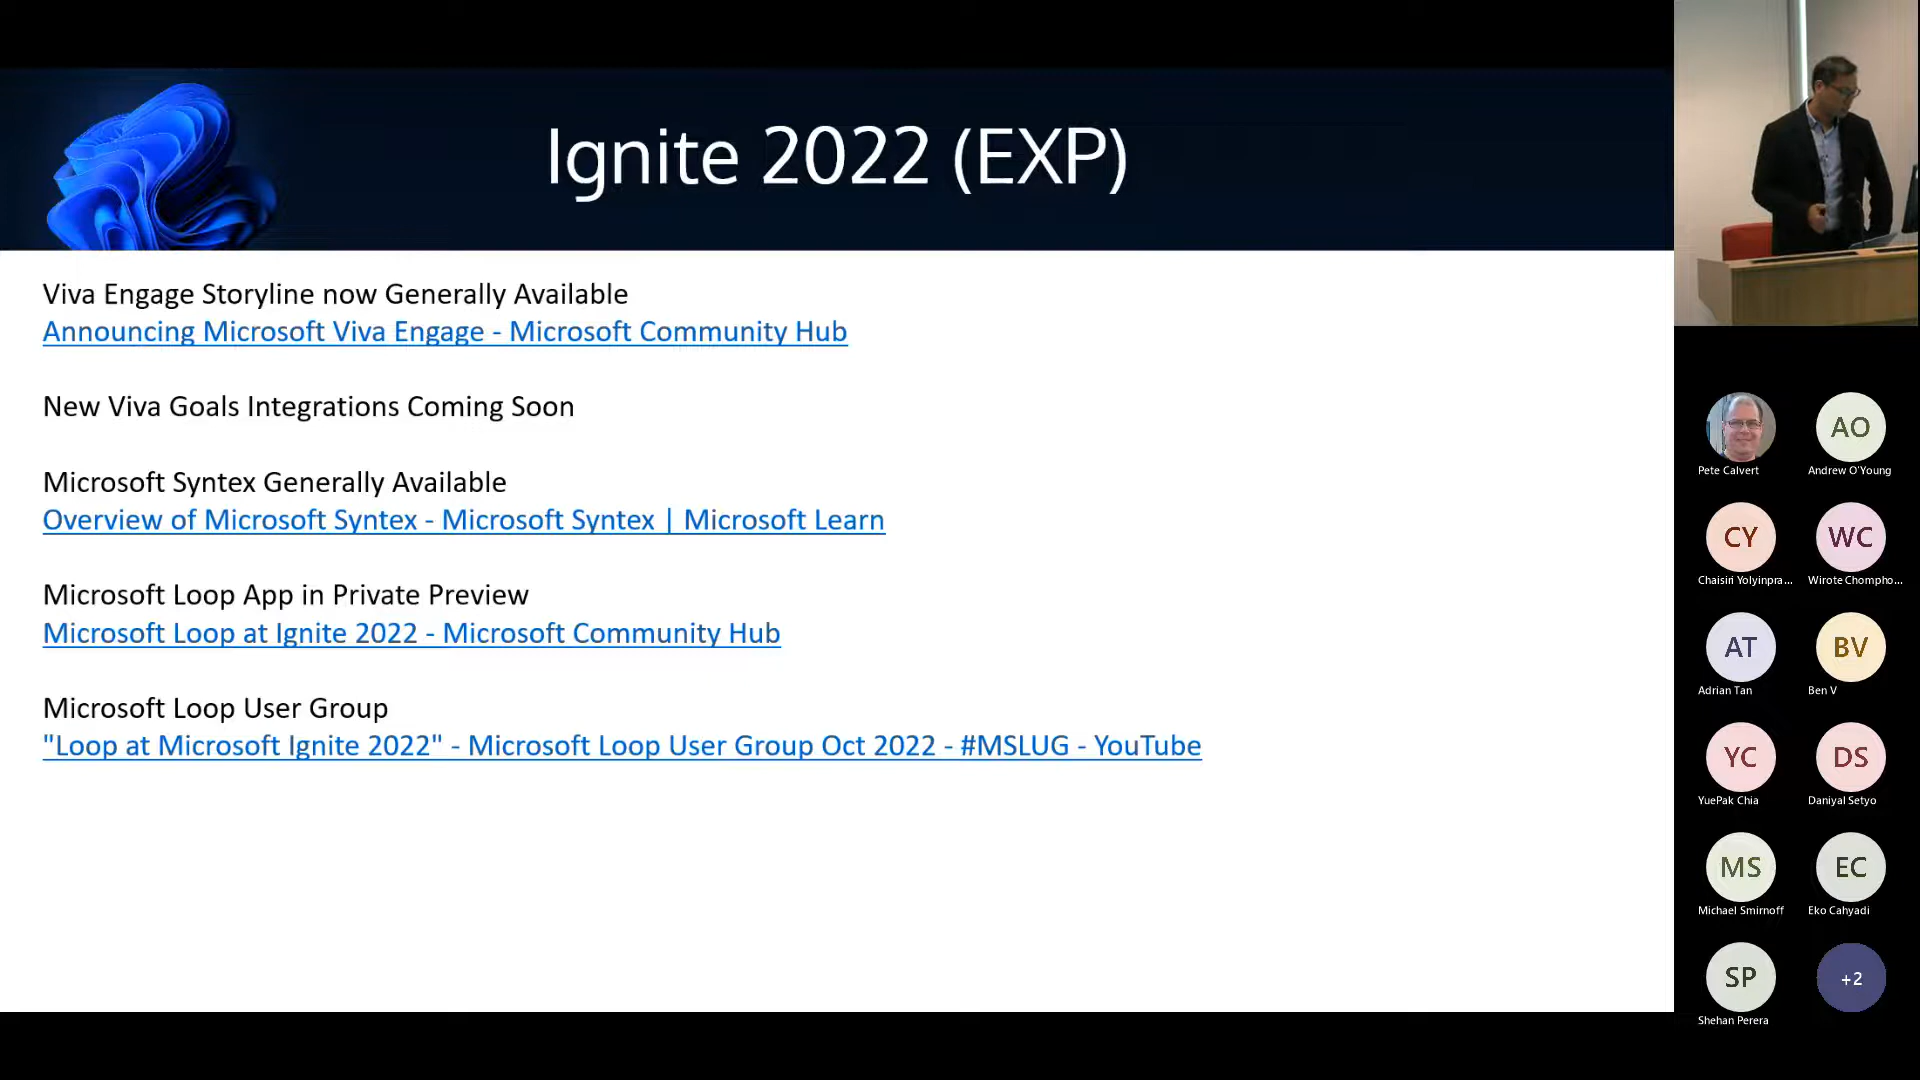 Ignite 2022 (EXP)
Viva Engage Storyline now Generally Available
Announcing Microsoft Viva Engage - Microsoft Community Hub
New Viva Goals Integrations Coming Soon
Microsoft Syntex Generally Available
Overview of Microsoft Syntex - Microsoft Syntex | Microsoft Learn
Microsoft Loop App in Private Preview
Microsoft Loop at Ignite 2022 - Microsoft Community Hub
Microsoft Loop User Group
"Loop at Microsoft Ignite 2022" - Microsoft Loop User Group Oct 2022 - #MSLUG - YouTube
AO
Pete Calvert
Andrew O'Young
CY
WC
Chaisiri Yolyinpra...
Wirote Chompho...
AT
BV
Adrian Tan
Ben V
YC
DS
YuePak Chia
Daniyal Setyo
MS
EC
Michael Smirnoff
Eko Cahyadi
SP
+2
Shehan Perera